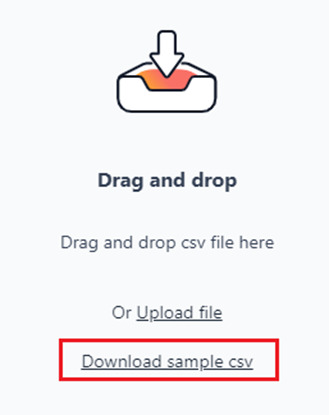 Drag and drop
Drag and drop csv file here
Or Upload file
Download sample csv